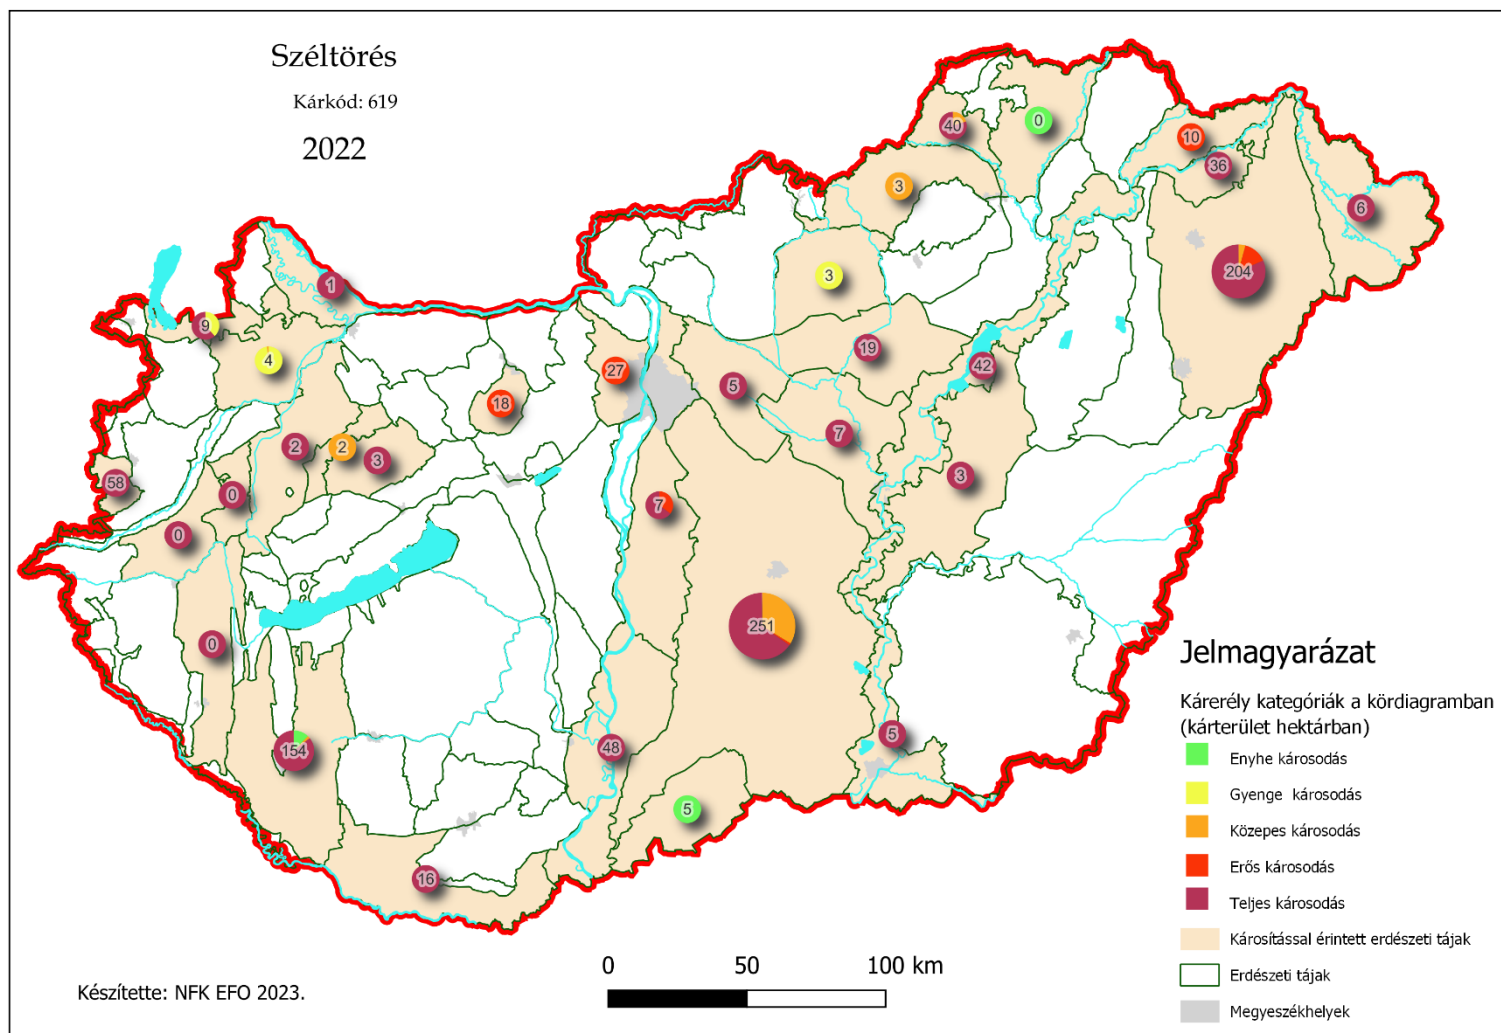 Széltörés
Kárkód: 619
2022
40
0
10
36
3
6
204
3
1
9
4
19
42
27
5
18
7
2
2
3
58
0
3
7
0
251
0
5
154
48
5
16
Jelmagyarázat
Kárerély kategóriák a kördiagramban
(kárterület hektárban)
Enyhe károsodás
Gyenge károsodás
Közepes károsodás
Erős károsodás
Teljes károsodás
Károsítással érintett erdészeti tájak
Erdészeti tájak
Megyeszékhelyek
0 50 100 km
Készítette: NFK EFO 2023.